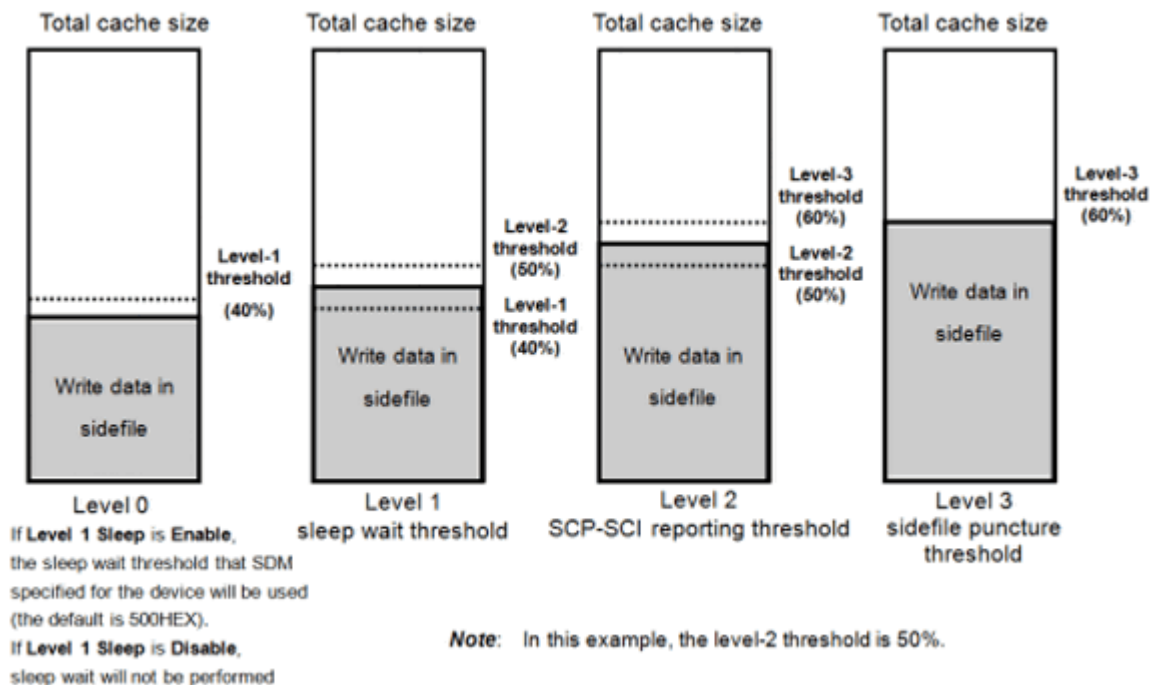 Total cache size
Level-1
threshold
(40%)
Write data in
sidefile
Level 0
If Level 1 Sleep is Enable,
the sleep wait threshold that SDM
specified for the device will be used
(the default is 500HEX).
If Level 1 Sleep is Disable,
sleep wait will not be performed
Total cache size
Level-2
threshold
(50%)
Level-1
threshold
(40%)
Write data in
sidefile
Level 1
sleep wait threshold
Total cache size
Level-3
threshold
(60%)
Level-2
threshold
(50%)
Write data in
sidefile
Level 2
SCP-SCI reporting threshold
Total cache size
Level-3
threshold
(60%)
Write data in
sidefile
Level 3
sidefile puncture
threshold
Note: In this example, the level-2 threshold is 50%.